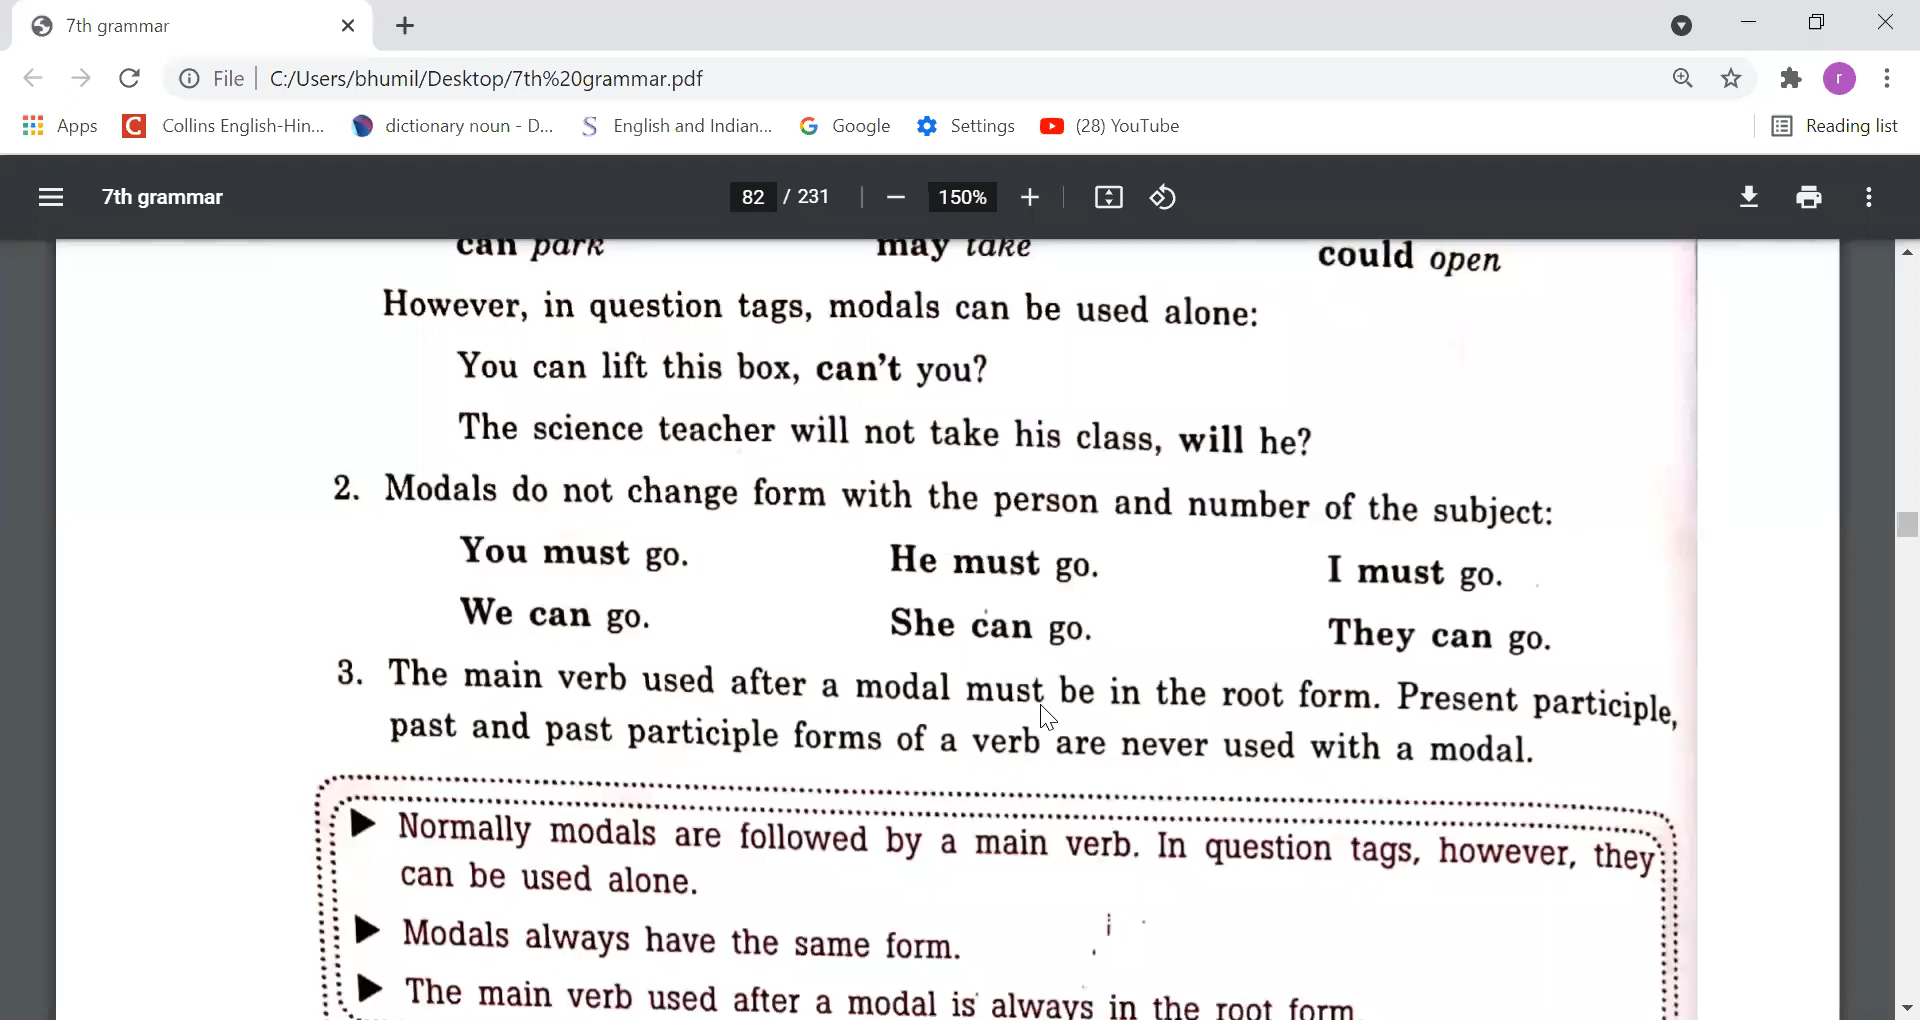 7th grammar
File C:/Users/bhumil/Desktop/7th%20grammar.pdf r
Apps Collins English-Hin... dictionary noun - D... English and Indian... Google Settings (28) YouTube Reading list
7th grammar 82 / 231 150%
can park may take could open
However, in question tags, modals can be used alone:
You can lift this box, can't you?
The science teacher will not take his class, will he?
2. Modals do not change form with the person and number of the subject:
You must go. He must go. I must go.
We can go. She can go. They can go.
3. The main verb used after a modal must be in the root form. Present participle,
past and past participle forms of a verb are never used with a modal.
Normally modals are followed by a main verb. In question tags, however, they
can be used alone.
Modals always have the same form.
The main verb used after a modal is always in the root form.